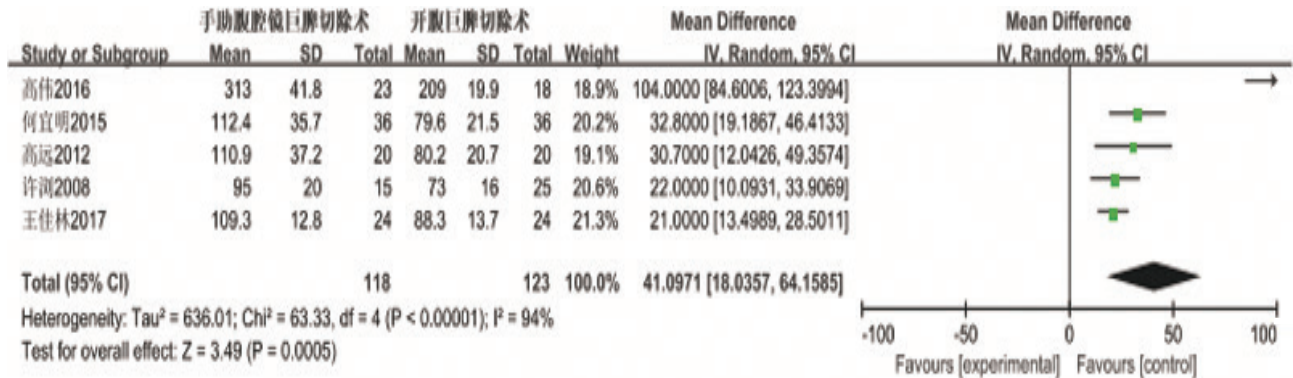 手助腹腔镜巨脾切除术 开腹巨脾切除术 Mean Difference Mean Difference
Study or Subgroup Mean SD Total Mean SD Total Weight IV, Random, 95% CI IV, Random, 95% CI
高伟2016 313 41.8 23 209 19.9 18 18.9% 104.0000 [84.6006, 123.3994]
何宜明2015 112.4 35.7 36 79.6 21.5 36 20.2% 32.8000 [19.1867, 46.4133]
高远2012 110.9 37.2 20 80.2 20.7 20 19.1% 30.7000 [12.0426, 49.3574]
许浏2008 95 20 15 73 16 25 20.6% 22.0000 [10.0931, 33.9069]
王佳林2017 109.3 12.8 24 88.3 13.7 24 21.3% 21.0000 [13.4989, 28.5011]
Total (95% CI) 118 123 100.0% 41.0971 [18.0357, 64.1585]
Heterogeneity: Tau² = 636.01; Chi² = 63.33, df = 4 (P < 0.00001); I² = 94%
Test for overall effect: Z = 3.49 (P = 0.0005)
-100 -50 0 50 100
Favours [experimental] Favours [control]